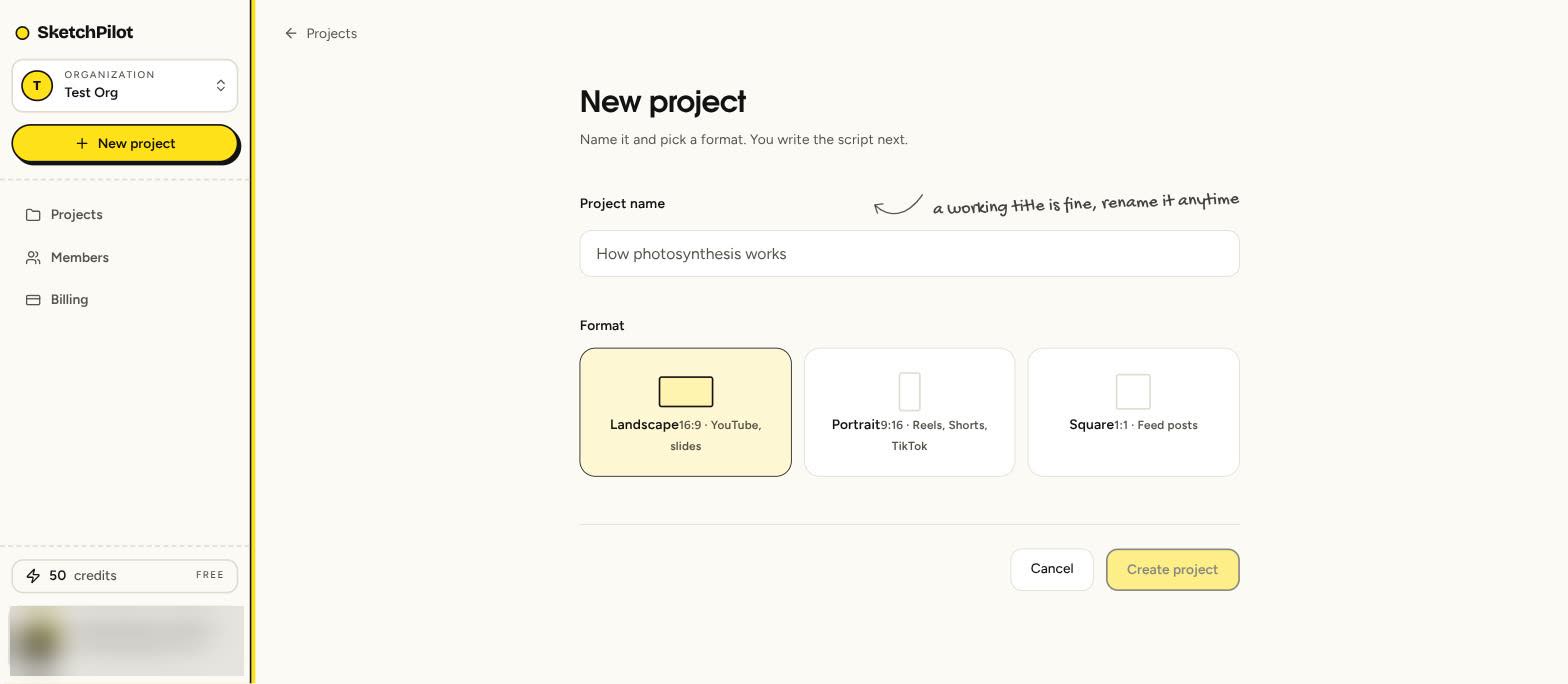 SketchPilot
T
ORGANIZATION
Test Org
New project
Projects
Members
Billing
50 credits
FREE
Projects
New project
Name it and pick a format. You write the script next.
Project name
a working title is fine, rename it anytime
How photosynthesis works
Format
Landscape16:9 · YouTube,
slides
Portrait9:16 · Reels, Shorts,
TikTok
Square1:1 · Feed posts
Cancel
Create project